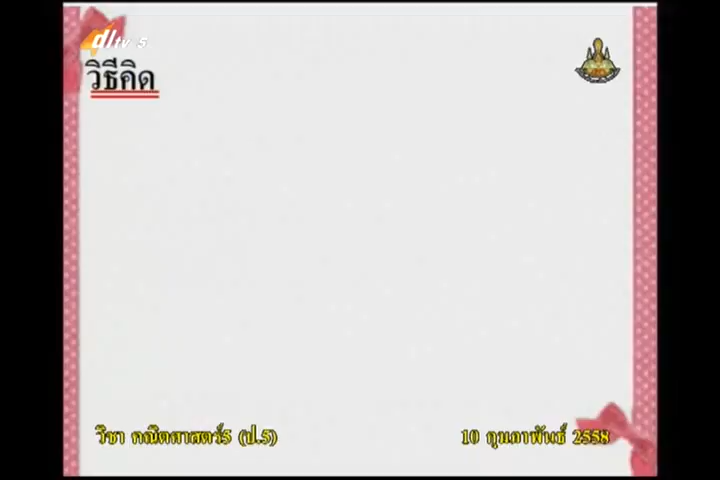 dltv 5
วิธีคิด
วิชา คณิตศาสตร์5 (ป.5)
10 กุมภาพันธ์ 2558